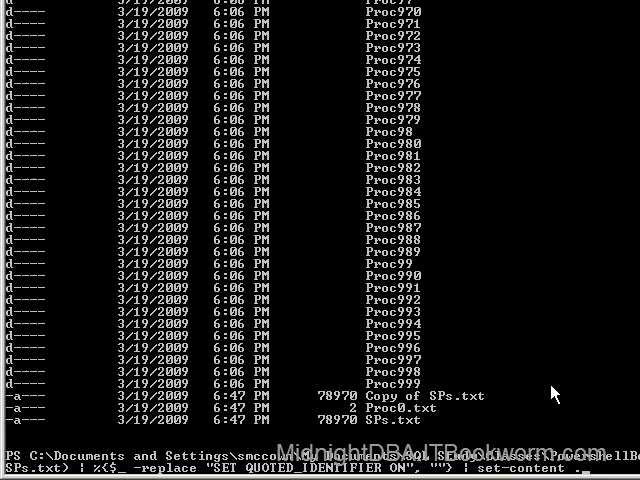 d---- 3/19/2009 6:06 PM Proc97
d---- 3/19/2009 6:06 PM Proc970
d---- 3/19/2009 6:06 PM Proc971
d---- 3/19/2009 6:06 PM Proc972
d---- 3/19/2009 6:06 PM Proc973
d---- 3/19/2009 6:06 PM Proc974
d---- 3/19/2009 6:06 PM Proc975
d---- 3/19/2009 6:06 PM Proc976
d---- 3/19/2009 6:06 PM Proc977
d---- 3/19/2009 6:06 PM Proc978
d---- 3/19/2009 6:06 PM Proc979
d---- 3/19/2009 6:06 PM Proc98
d---- 3/19/2009 6:06 PM Proc980
d---- 3/19/2009 6:06 PM Proc981
d---- 3/19/2009 6:06 PM Proc982
d---- 3/19/2009 6:06 PM Proc983
d---- 3/19/2009 6:06 PM Proc984
d---- 3/19/2009 6:06 PM Proc985
d---- 3/19/2009 6:06 PM Proc986
d---- 3/19/2009 6:06 PM Proc987
d---- 3/19/2009 6:06 PM Proc988
d---- 3/19/2009 6:06 PM Proc989
d---- 3/19/2009 6:06 PM Proc99
d---- 3/19/2009 6:06 PM Proc990
d---- 3/19/2009 6:06 PM Proc991
d---- 3/19/2009 6:06 PM Proc992
d---- 3/19/2009 6:06 PM Proc993
d---- 3/19/2009 6:06 PM Proc994
d---- 3/19/2009 6:06 PM Proc995
d---- 3/19/2009 6:06 PM Proc996
d---- 3/19/2009 6:06 PM Proc997
d---- 3/19/2009 6:06 PM Proc998
d---- 3/19/2009 6:06 PM Proc999
-a--- 3/19/2009 6:47 PM 78970 Copy of SPs.txt
-a--- 3/19/2009 6:47 PM 2 Proc0.txt
-a--- 3/19/2009 6:47 PM 78970 SPs.txt
MidnightDBA.ITBookworm.com
PS C:\Documents and Settings\smccown\My Documents\SQL Study\Classes\PowershellBe
SPs.txt) | %{$_ -replace "SET QUOTED_IDENTIFIER ON", ""} | set-content ._